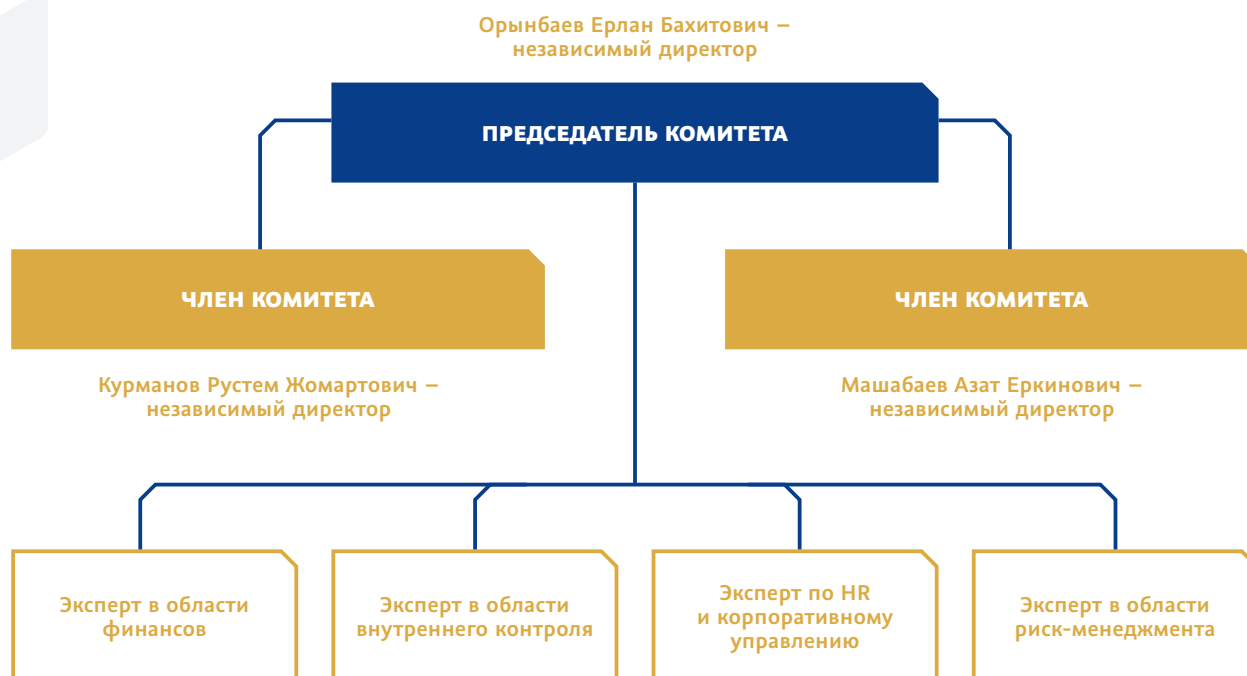 Орынбаев Ерлан Бахитович –
независимый директор
ПРЕДСЕДАТЕЛЬ КОМИТЕТА
ЧЛЕН КОМИТЕТА
Курманов Рустем Жомартович –
независимый директор
ЧЛЕН КОМИТЕТА
Машабаев Азат Еркинович –
независимый директор
Эксперт в области
финансов
Эксперт в области
внутреннего контроля
Эксперт по HR
и корпоративному
управлению
Эксперт в области
риск-менеджмента